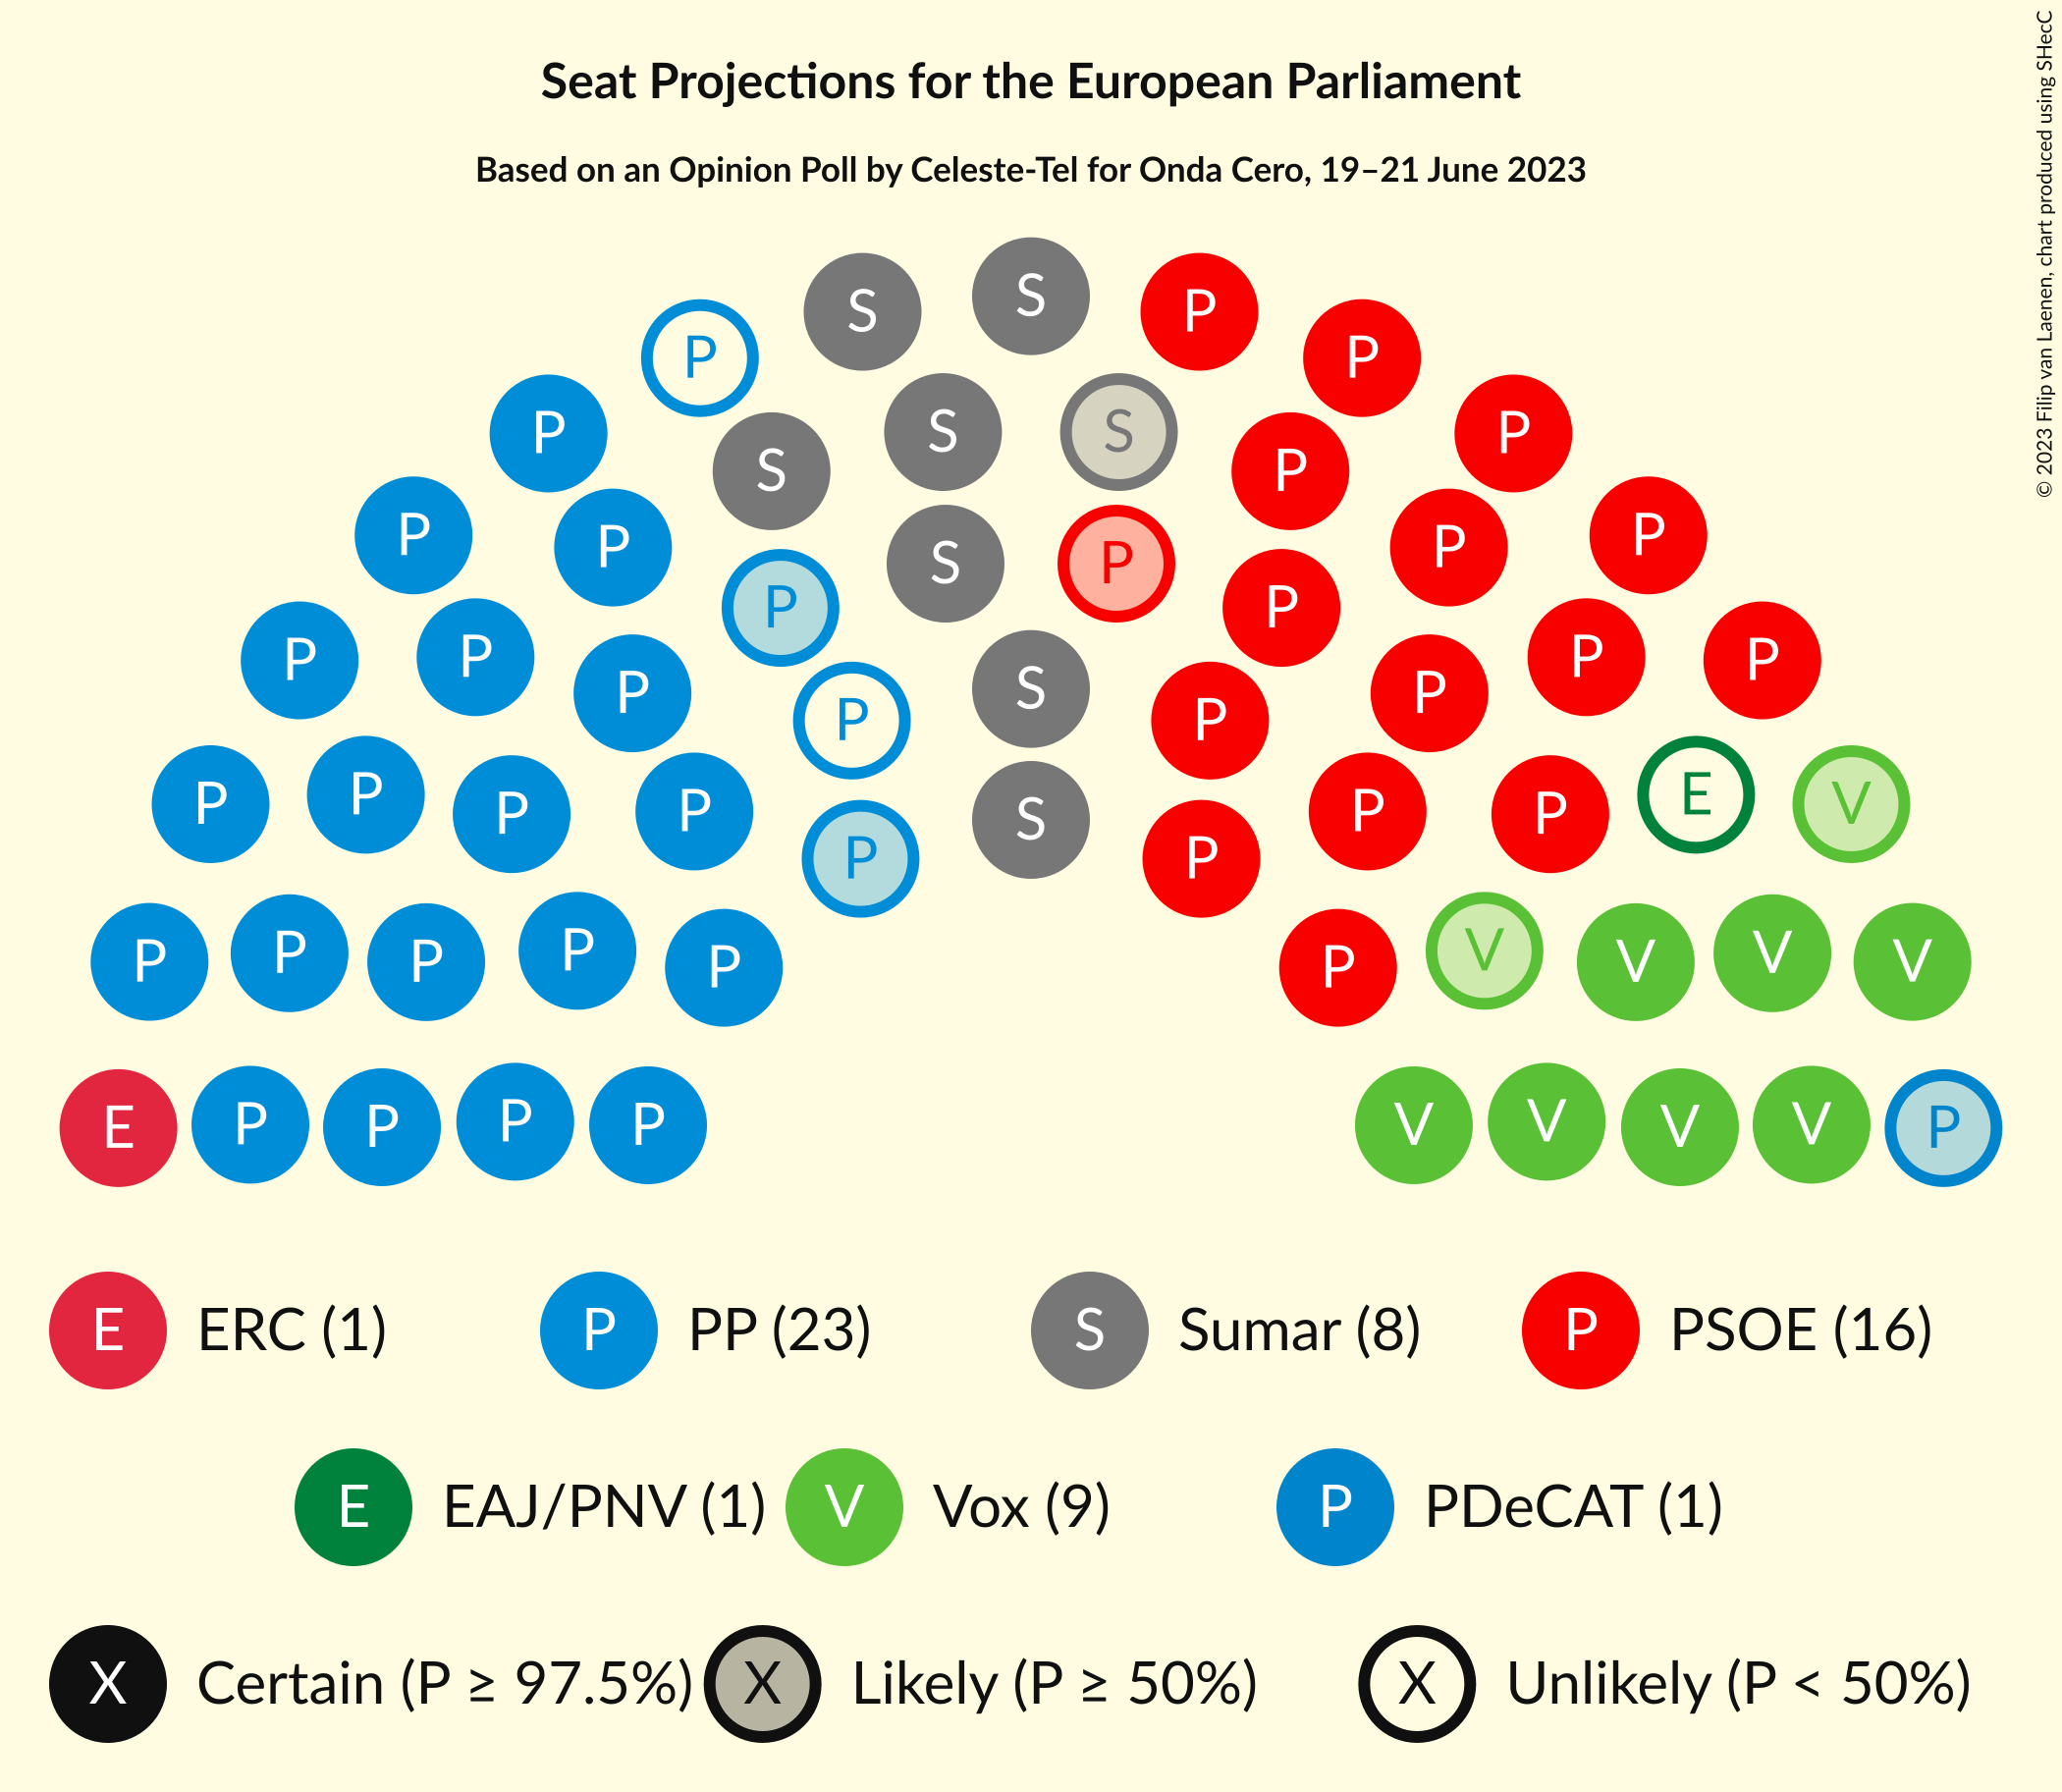 Seat Projections for the European Parliament
Based on an Opinion Poll by Celeste-Tel for Onda Cero, 19–21 June 2023
© 2023 Filip van Laenen, chart produced using SHecC
S
P S P
P S S P
P S P P
P P P P
P S P
P P P P
P P S P P
P P P P
P P P P E V
P P S P
P P P P P P V V V V
E P P P P V V V V P
E ERC (1) P PP (23) S Sumar (8) P PSOE (16)
E EAJ/PNV (1) V Vox (9) P PDeCAT (1)
X Certain (P ≥ 97.5%) X Likely (P ≥ 50%) X Unlikely (P < 50%)